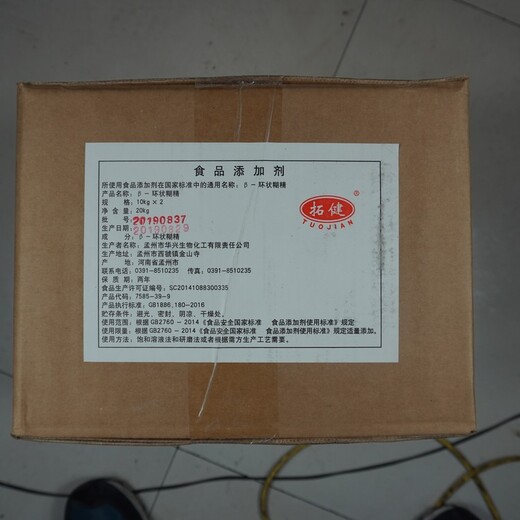 食品添加剂
所使用食品添加剂在国家标准中的通用名称：β－环状糊精
产品名称：β－环状糊精
规 格：10kg×2
净 含 量：20kg
批 号：20190837
生产日期：20190829
成 分：β－环状糊精
生产者名称：孟州市华兴生物化工有限责任公司
生产地址：孟州市西虢镇金山寺
产 地：河南省孟州市
联系电话：0391-8510235 传真：0391-8510235
保 质 期：两年
食品生产许可证编号：SC20141088300335
产品代码：7585-39-9
产品执行标准：GB1886,180-2016
贮存条件：避光、密封、阴凉、干燥处。
使用范围：根据GB2760－2014《食品安全国家标准 食品添加剂使用标准》规定
使用限量：根据GB2760－2014《食品安全国家标准 食品添加剂使用标准》规定适量添加。
使用方法：饱和溶液法和研磨法或者根据需方生产工艺需要。
拓健
®
TUOJIAN